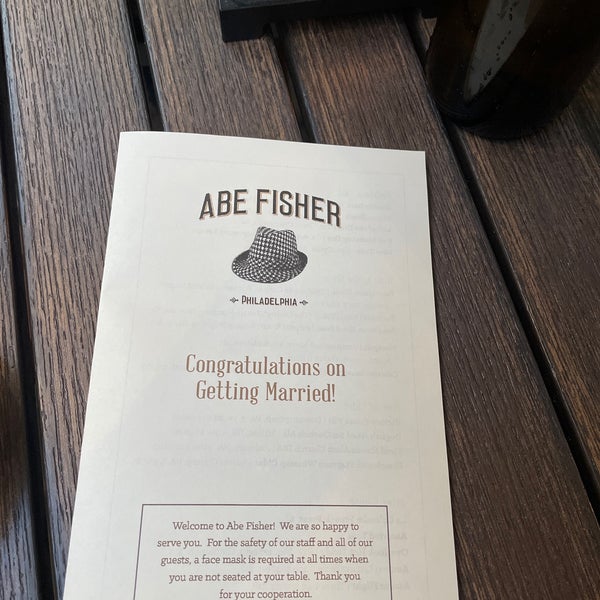 ABE FISHER
PHILADELPHIA
Congratulations on
Getting Married!
Welcome to Abe Fisher! We are so happy to
serve you. For the safety of our staff and all of our
guests, a face mask is required at all times when
you are not seated at your table. Thank you
for your cooperation.